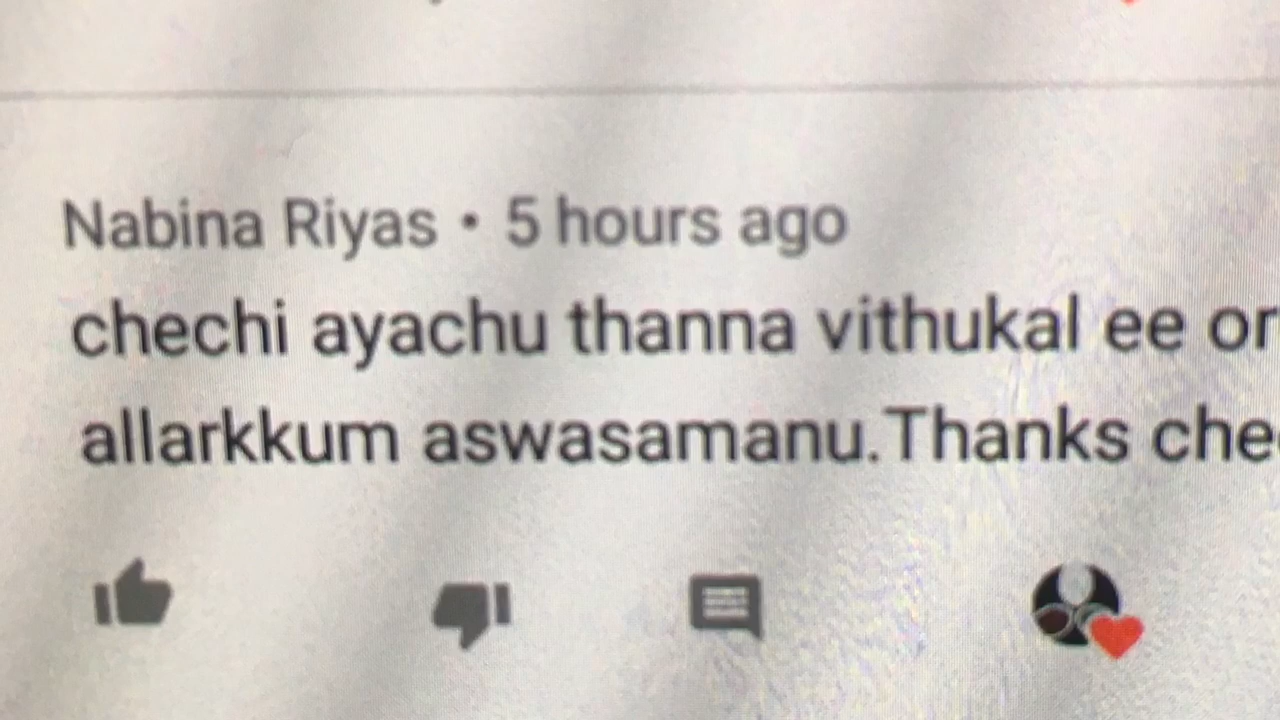 Nabina Riyas • 5 hours ago
chechi ayachu thanna vithukal ee
allarkkum aswasamanu.Thanks